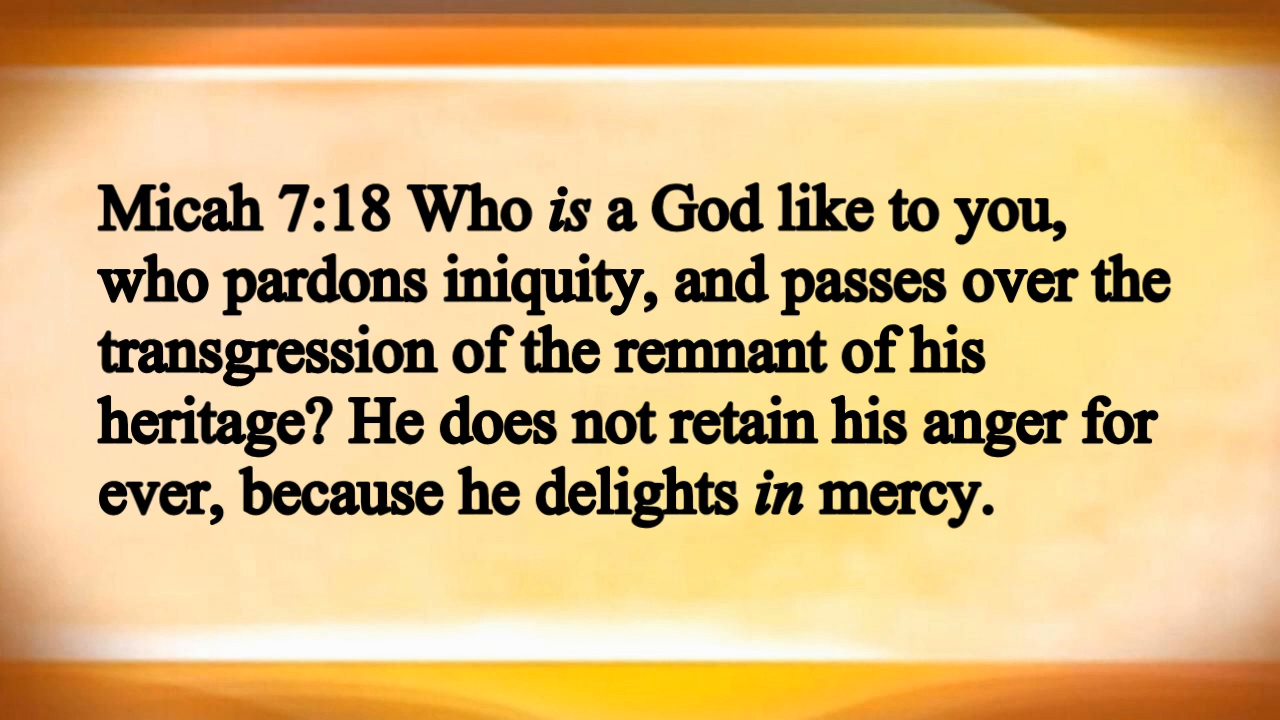 Micah 7:18 Who is a God like to you,
who pardons iniquity, and passes over the
transgression of the remnant of his
heritage? He does not retain his anger for
ever, because he delights in mercy.